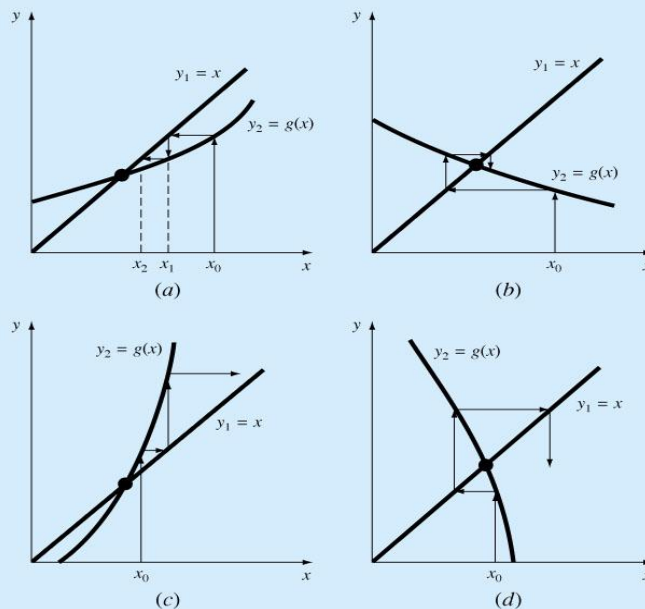 y
y₁ = x
y₂ = g(x)
x₂
x₁
x₀
x
(a)
y
y₁ = x
y₂ = g(x)
x₀
x
(b)
y
y₂ = g(x)
y₁ = x
x₀
x
(c)
y
y₂ = g(x)
y₁ = x
x₀
x
(d)